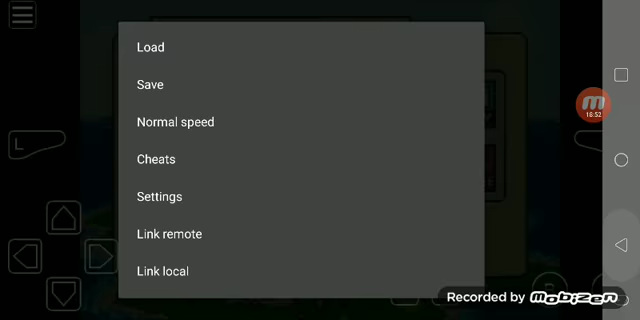 Load
Save
Normal speed
Cheats
Settings
Link remote
Link local
L
18:52
Recorded by Mobizen